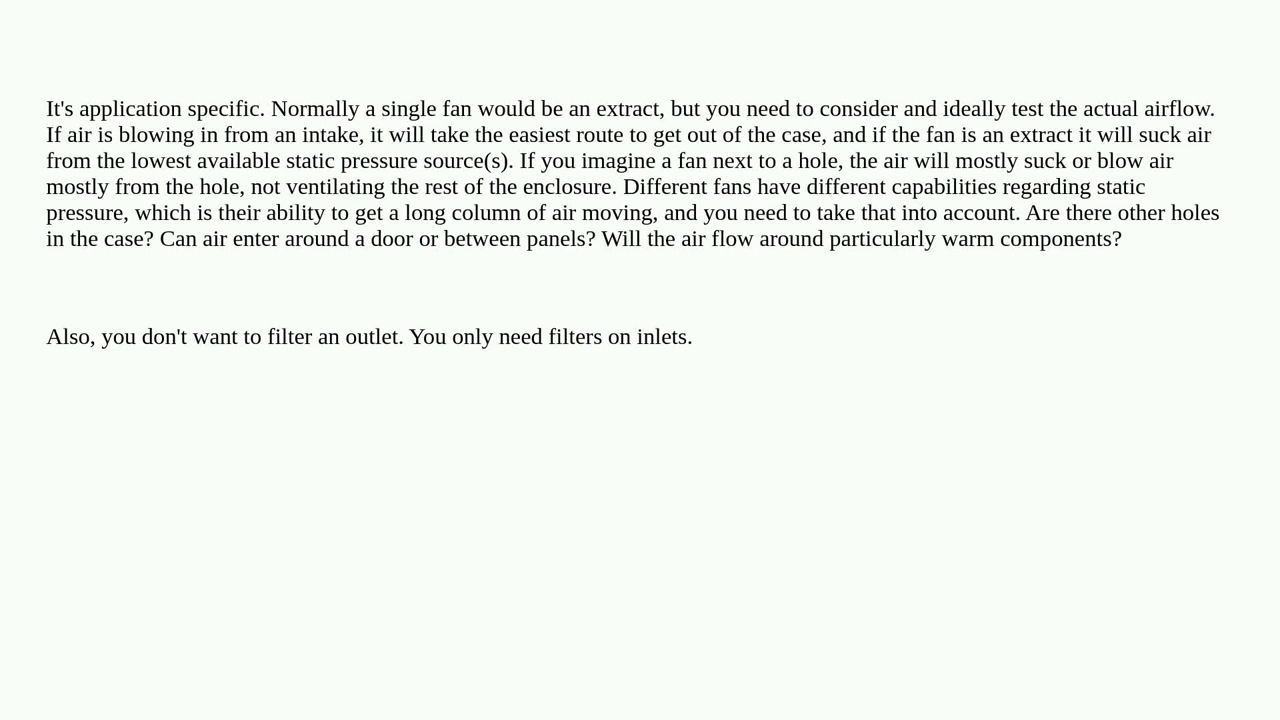 It's application specific. Normally a single fan would be an extract, but you need to consider and ideally test the actual airflow.
If air is blowing in from an intake, it will take the easiest route to get out of the case, and if the fan is an extract it will suck air
from the lowest available static pressure source(s). If you imagine a fan next to a hole, the air will mostly suck or blow air
mostly from the hole, not ventilating the rest of the enclosure. Different fans have different capabilities regarding static
pressure, which is their ability to get a long column of air moving, and you need to take that into account. Are there other holes
in the case? Can air enter around a door or between panels? Will the air flow around particularly warm components?
Also, you don't want to filter an outlet. You only need filters on inlets.